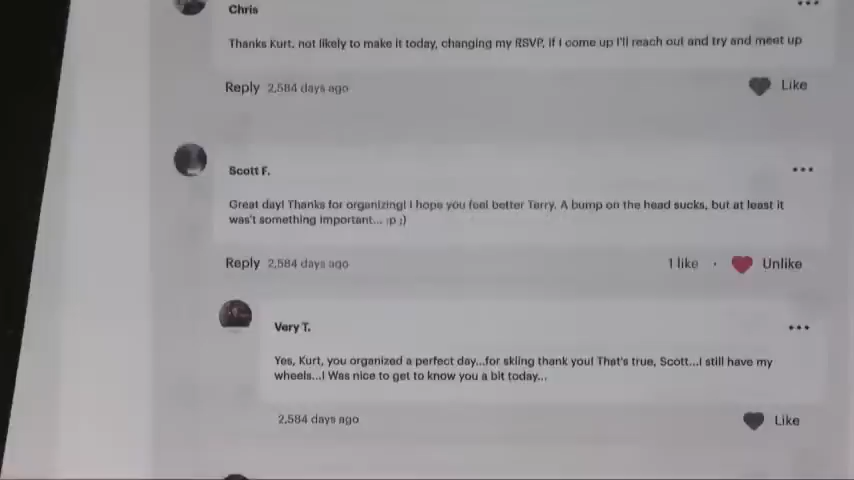 Chris
Thanks Kurt, not likely to make it today, changing my RSVP, if I come up I'll reach out and try and meet up
Reply 2,584 days ago
Like
Scott F.
Great day! Thanks for organizing! I hope you feel better Terry. A bump on the head sucks, but at least it
was't something important... :p ;)
Reply 2,584 days ago
1 like · Unlike
Very T.
Yes, Kurt, you organized a perfect day...for skiing thank you! That's true, Scott...I still have my
wheels...! Was nice to get to know you a bit today...
2,584 days ago
Like